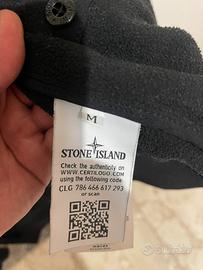 M
STONE ISLAND
Check the authenticity on
WWW.CERTILOGO.COM
using the following code
CLG 786 466 617 293
or scan